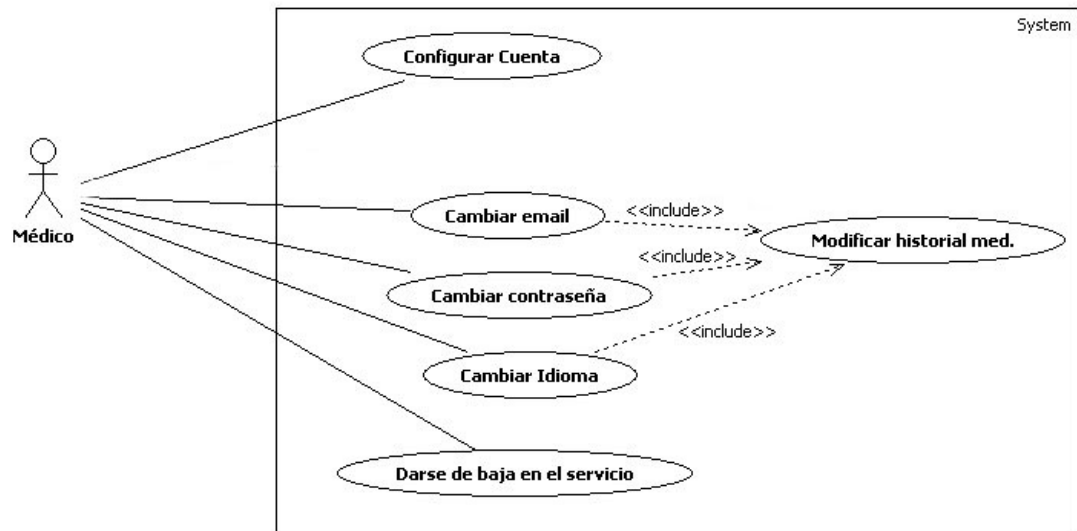 System
Configurar Cuenta
Médico
Cambiar email
<<include>>
Modificar historial med.
<<include>>
Cambiar contraseña
<<include>>
Cambiar Idioma
Darse de baja en el servicio